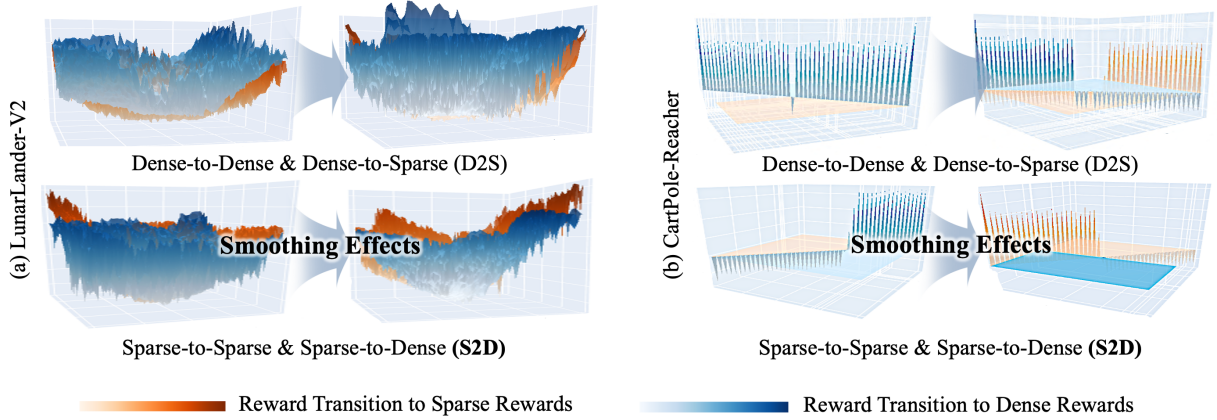 (a) LunarLander-V2
Dense-to-Dense & Dense-to-Sparse (D2S)
Smoothing Effects
Sparse-to-Sparse & Sparse-to-Dense (S2D)
(b) CartPole-Reacher
Dense-to-Dense & Dense-to-Sparse (D2S)
Smoothing Effects
Sparse-to-Sparse & Sparse-to-Dense (S2D)
Reward Transition to Sparse Rewards
Reward Transition to Dense Rewards